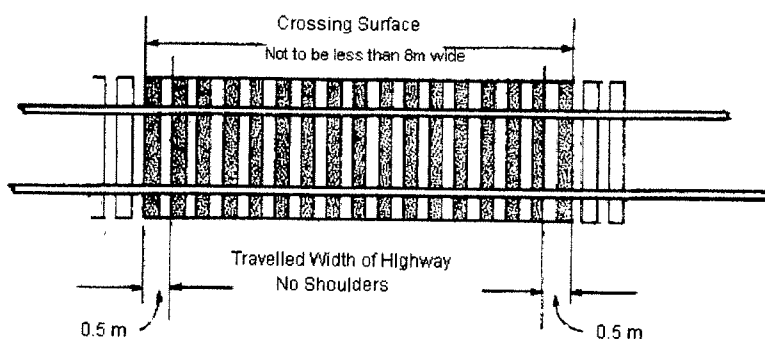 Crossing Surface
Not to be less than 8m wide
Travelled Width of Highway
No Shoulders
0.5 m
0.5 m